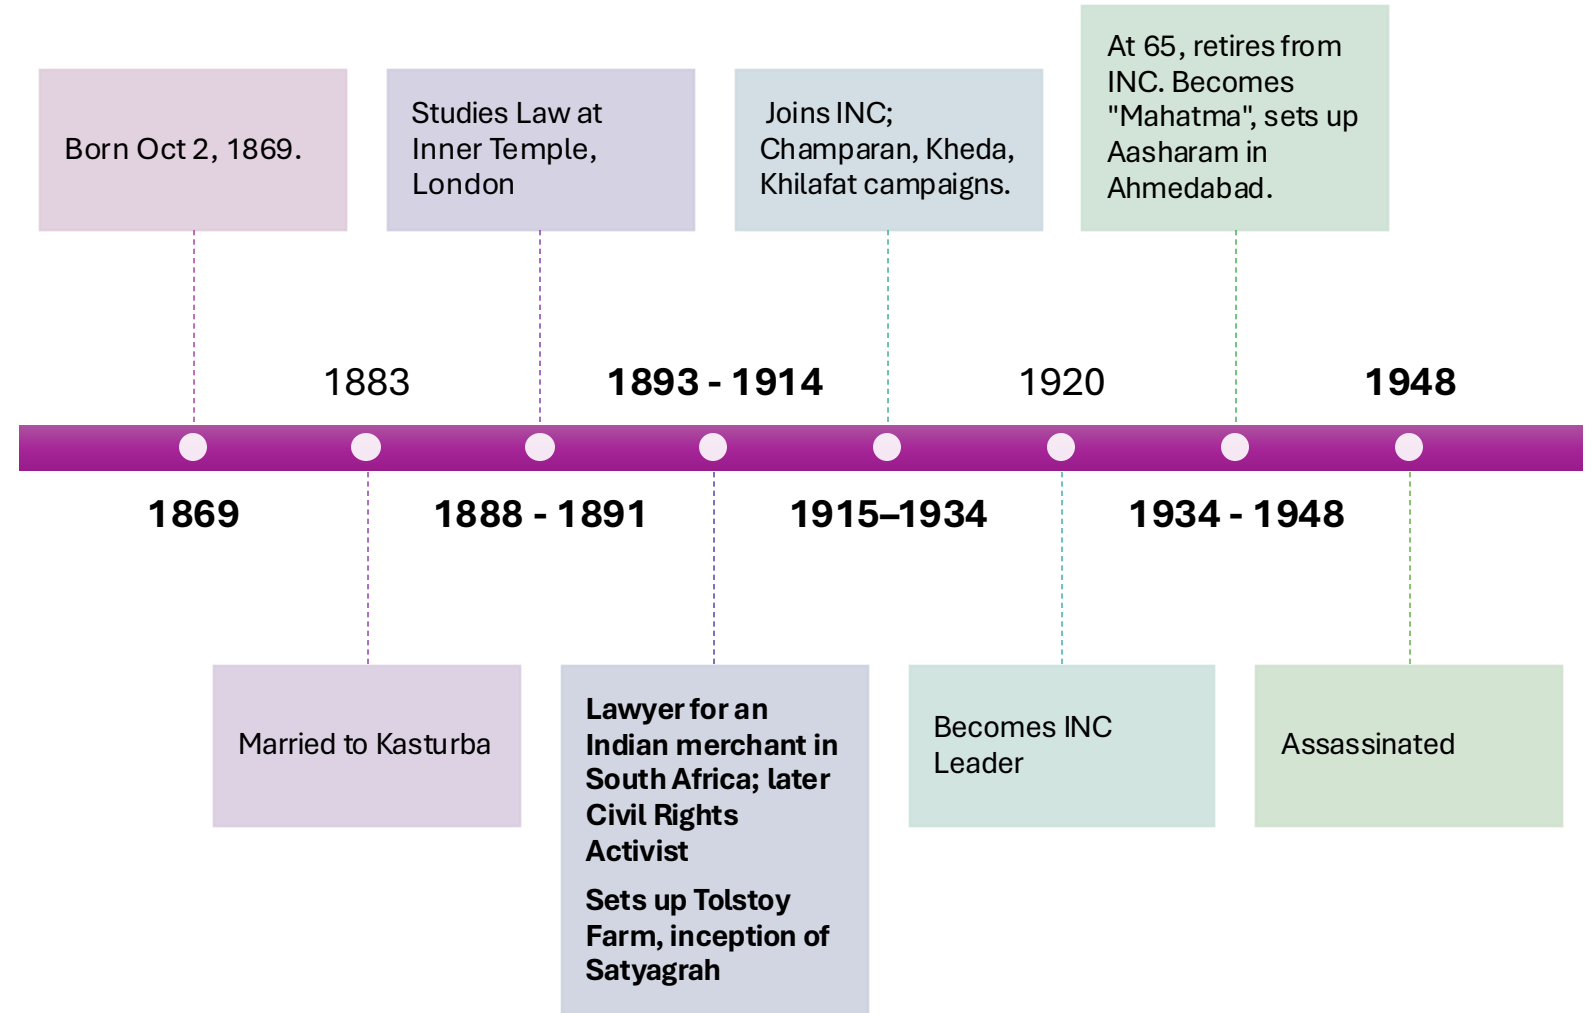 Born Oct 2, 1869.
Studies Law at
Inner Temple,
London
Joins INC;
Champaran, Kheda,
Khilafat campaigns.
At 65, retires from
INC. Becomes
"Mahatma", sets up
Aasharam in
Ahmedabad.
1883
1893 - 1914
1920
1948
1869
1888 - 1891
1915–1934
1934 - 1948
Married to Kasturba
Lawyer for an
Indian merchant in
South Africa; later
Civil Rights
Activist
Sets up Tolstoy
Farm, inception of
Satyagrah
Becomes INC
Leader
Assassinated